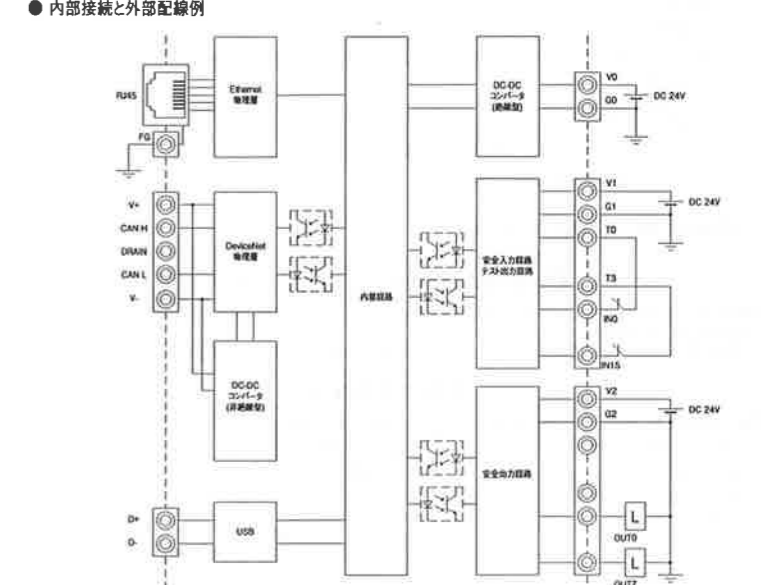 ● 内部接続と外部配線例
RJ45
Ethernet
物理層
FG
V+
CAN H
DRAIN
CAN L
V-
DeviceNet
物理層
DC-DC
コンバータ
(非絶縁型)
D+
D-
USB
内部回路
DC-DC
コンバータ
(絶縁型)
V0
G0
DC 24V
安全入力回路
テスト出力回路
V1
G1
T0
DC 24V
T3
IN0
IN15
安全出力回路
V2
G2
DC 24V
L
OUT0
L
OUT7